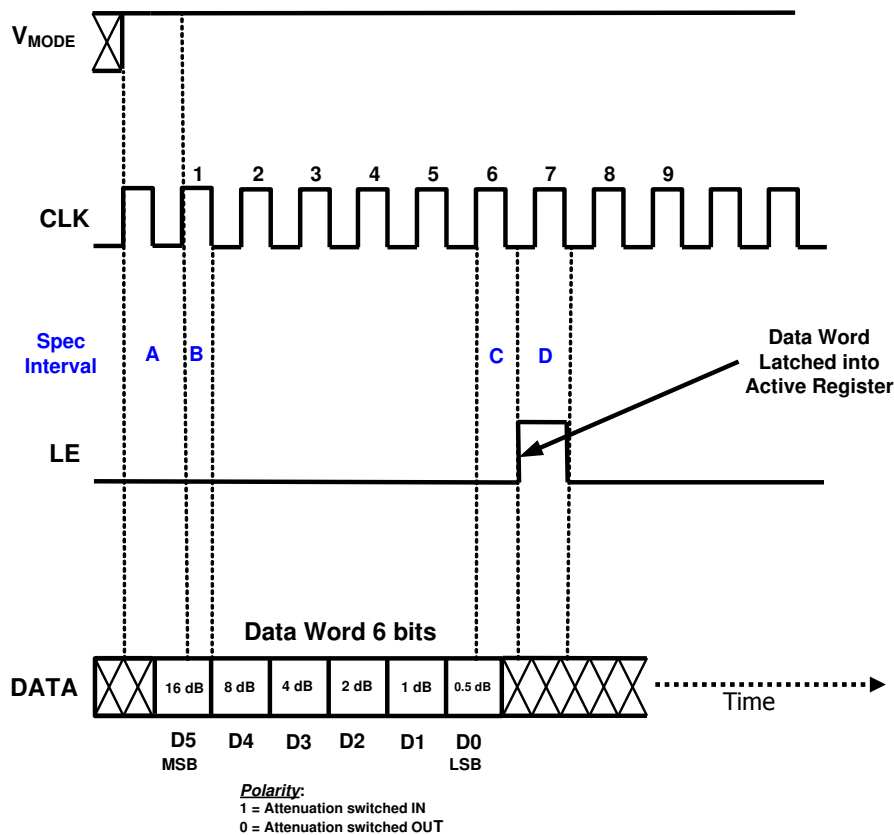 VMODE
1 2 3 4 5 6 7 8 9
CLK
Spec
Interval
A B C D
Data Word
Latched into
Active Register
LE
Data Word 6 bits
DATA
16 dB 8 dB 4 dB 2 dB 1 dB 0.5 dB
Time
D5 D4 D3 D2 D1 D0
MSB LSB
Polarity:
1 = Attenuation switched IN
0 = Attenuation switched OUT